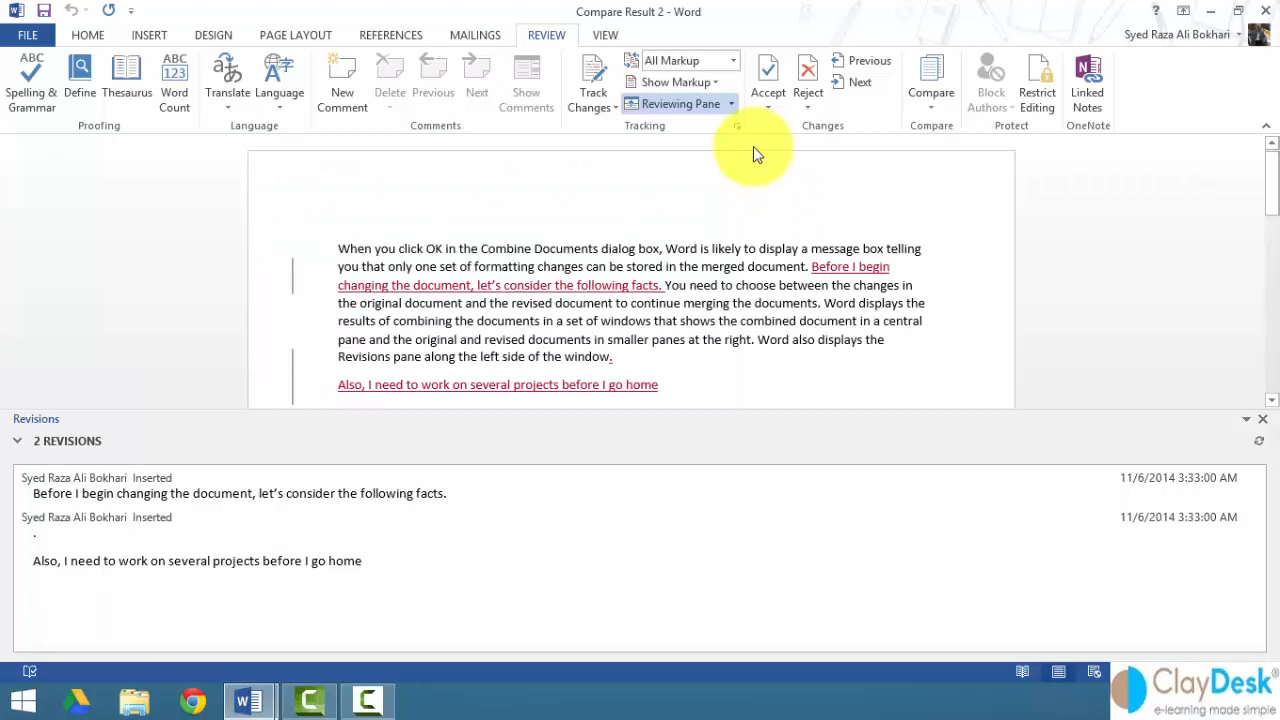 Compare Result 2 - Word
FILE HOME INSERT DESIGN PAGE LAYOUT REFERENCES MAILINGS REVIEW VIEW Syed Raza Ali Bokhari
ABC Spelling & Grammar
Define
Thesaurus
ABC 123 Word Count
Translate
Language
New Comment
Delete
Previous
Next
Show Comments
Track Changes
All Markup
Show Markup
Reviewing Pane
Accept
Reject
Previous
Next
Compare
Block Authors
Restrict Editing
Linked Notes
Proofing Language Comments Tracking Changes Compare Protect OneNote
When you click OK in the Combine Documents dialog box, Word is likely to display a message box telling
you that only one set of formatting changes can be stored in the merged document. Before I begin
changing the document, let's consider the following facts. You need to choose between the changes in
the original document and the revised document to continue merging the documents. Word displays the
results of combining the documents in a set of windows that shows the combined document in a central
pane and the original and revised documents in smaller panes at the right. Word also displays the
Revisions pane along the left side of the window.
Also, I need to work on several projects before I go home
Revisions
2 REVISIONS
Syed Raza Ali Bokhari Inserted 11/6/2014 3:33:00 AM
Before I begin changing the document, let's consider the following facts.
Syed Raza Ali Bokhari Inserted 11/6/2014 3:33:00 AM
.
Also, I need to work on several projects before I go home
ClayDesk®
e-learning made simple